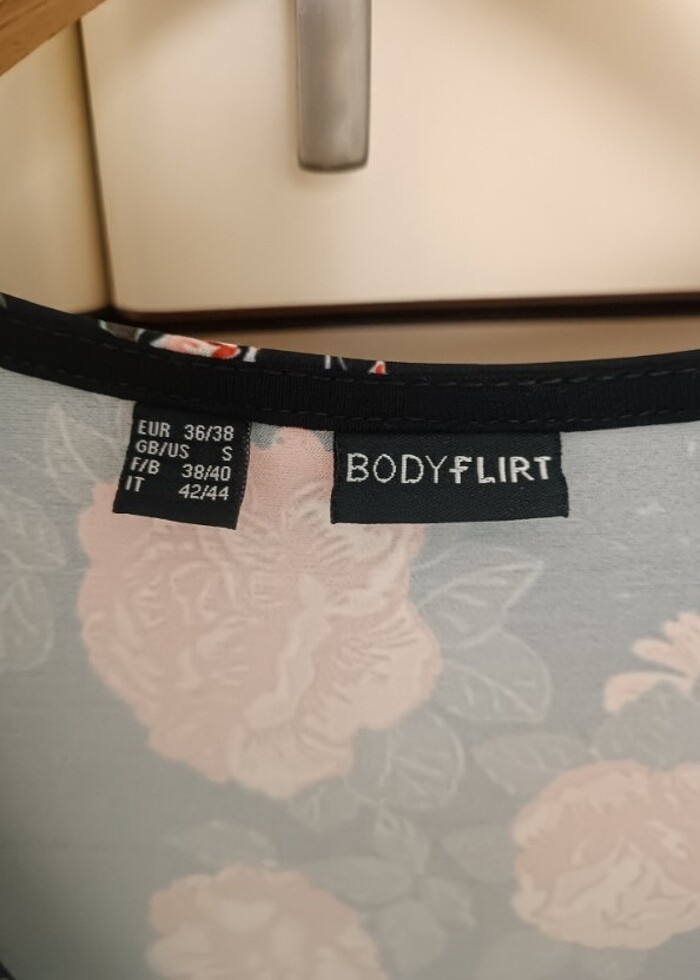 EUR 36/38
GB/US S
F/B 38/40
IT 42/44
BODYFLIRT